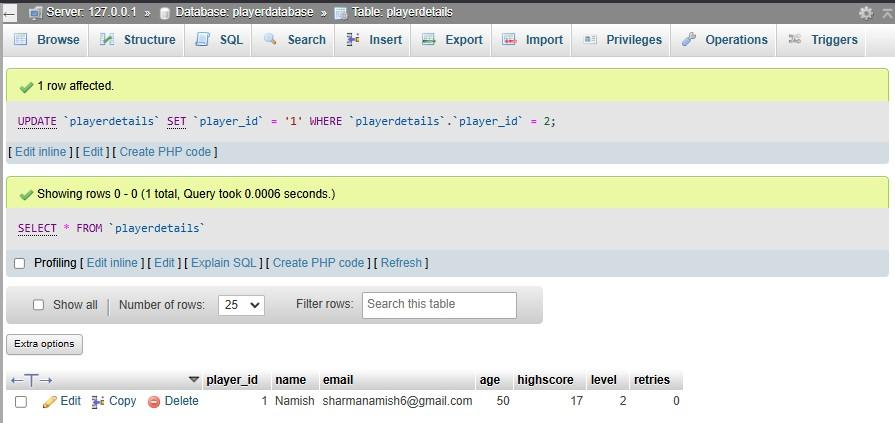 Server: 127.0.0.1 » Database: playerdatabase » Table: playerdetails
Browse Structure SQL Search Insert Export Import Privileges Operations Triggers
1 row affected.
UPDATE `playerdetails` SET `player_id` = '1' WHERE `playerdetails`.`player_id` = 2;
[ Edit inline ] [ Edit ] [ Create PHP code ]
Showing rows 0 - 0 (1 total, Query took 0.0006 seconds.)
SELECT * FROM `playerdetails`
Profiling [ Edit inline ] [ Edit ] [ Explain SQL ] [ Create PHP code ] [ Refresh ]
Show all | Number of rows: 25 Filter rows: Search this table
Extra options
←T→ player_id name email age highscore level retries
Edit Copy Delete 1 Namish sharmanamish6@gmail.com 50 17 2 0